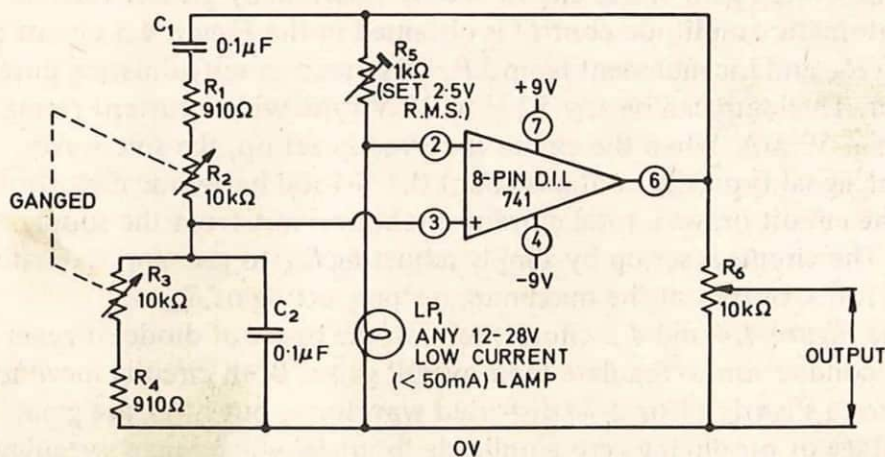 C1
0·1µF
R1
910Ω
R2
10kΩ
GANGED
R3
10kΩ
R4
910Ω
C2
0·1µF
R5
1kΩ
(SET 2·5V
R.M.S.)
+9V
7
2
8-PIN D.I.L
741
6
3
+
4
-9V
LP1
ANY 12-28V
LOW CURRENT
(< 50mA) LAMP
R6
10kΩ
OUTPUT
0V